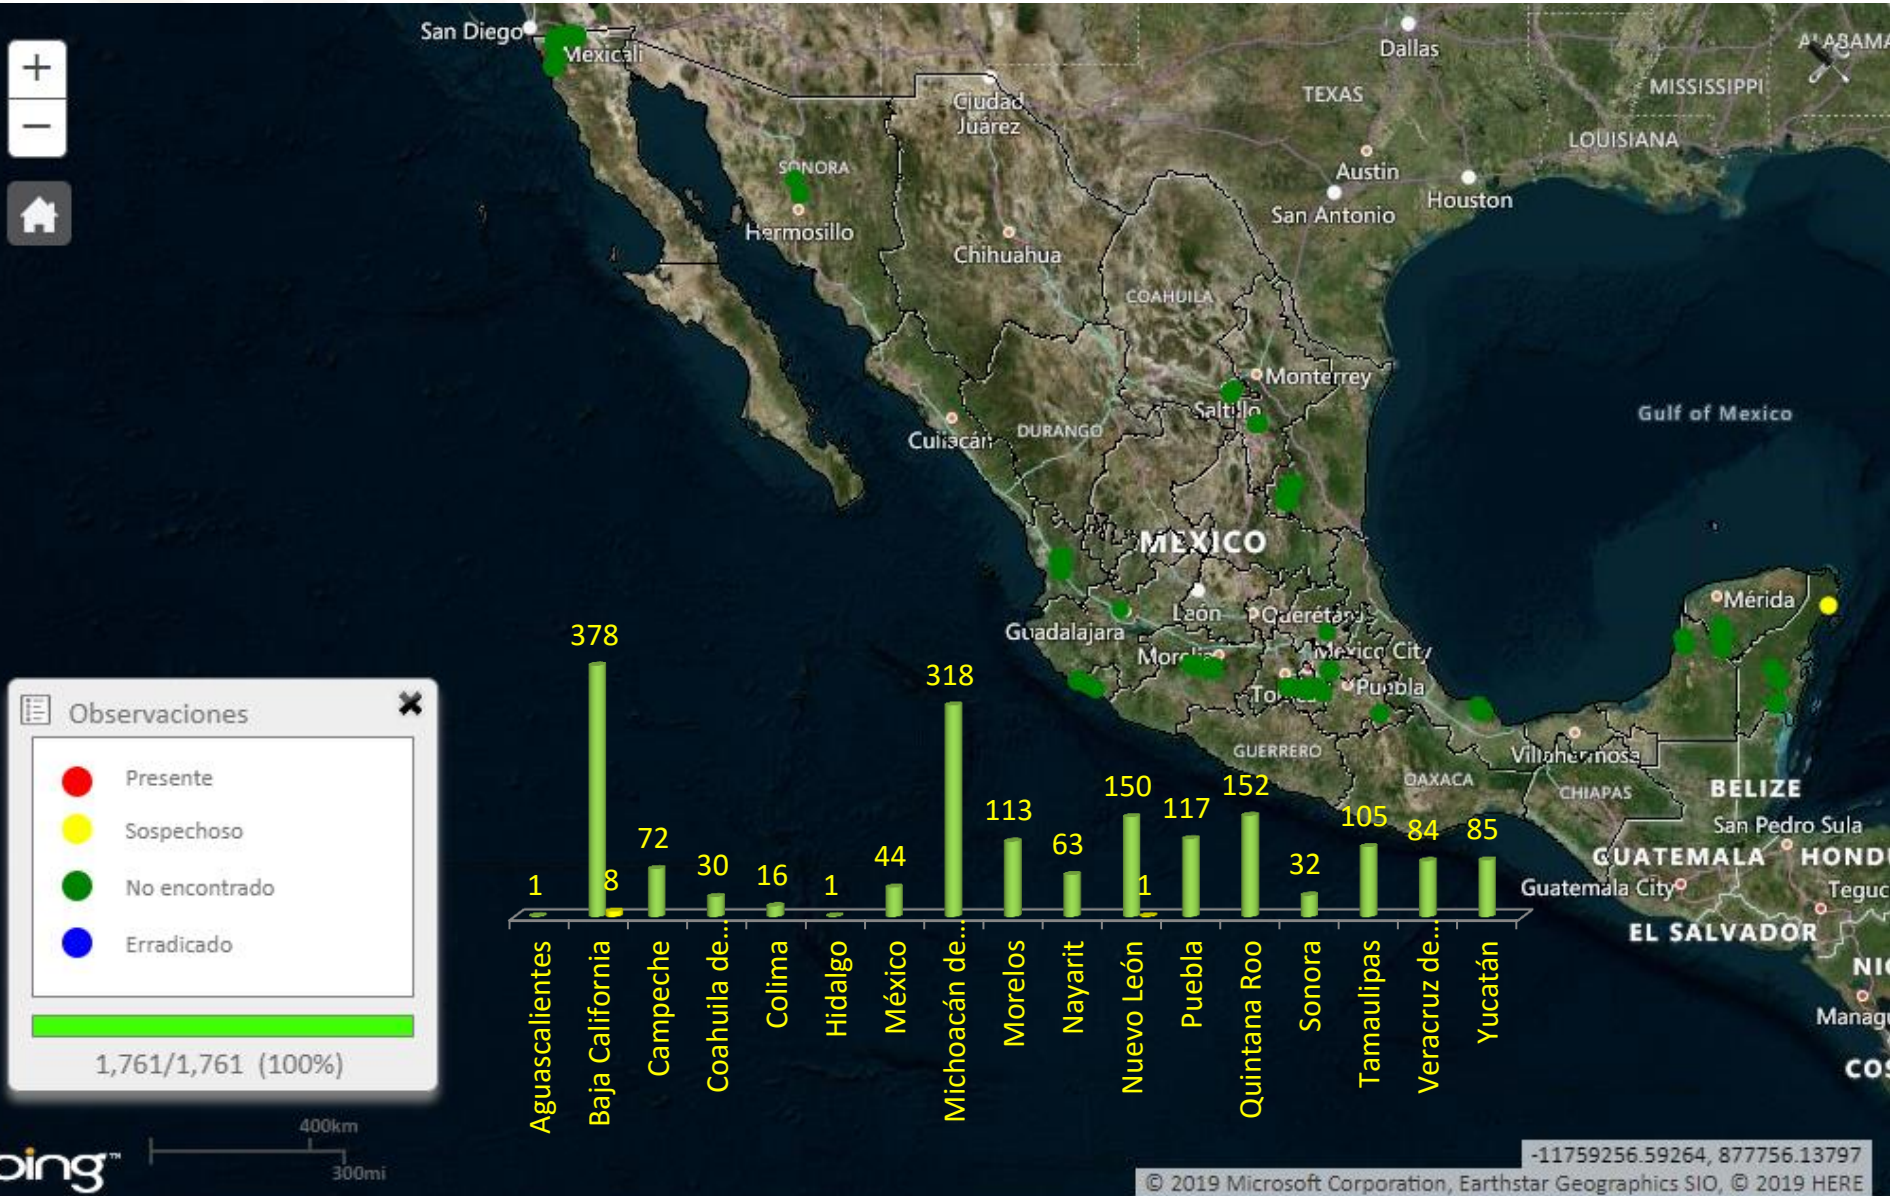 San Diego
Mexicali
Dallas
ALABAMA
MISSISSIPPI
TEXAS
Ciudad
Juárez
LOUISIANA
SONORA
Austin
Houston
San Antonio
Hermosillo
Chihuahua
COAHUILA
Monterrey
Saltillo
Gulf of Mexico
DURANGO
Culiacán
MÉXICO
León
Querétaro
Mérida
Guadalajara
Morelia
Mexico City
Puebla
GUERRERO
Villahermosa
OAXACA
CHIAPAS
BELIZE
San Pedro Sula
GUATEMALA
HOND
Guatemala City
Teguc
EL SALVADOR
NI
Manag
COS
+
−
Observaciones
Presente
Sospechoso
No encontrado
Erradicado
1,761/1,761 (100%)
1
378
8
72
30
16
1
44
318
113
63
150
1
117
152
32
105
84
85
Aguascalientes
Baja California
Campeche
Coahuila de...
Colima
Hidalgo
México
Michoacán de...
Morelos
Nayarit
Nuevo León
Puebla
Quintana Roo
Sonora
Tamaulipas
Veracruz de...
Yucatán
400km
300mi
bing™
-11759256.59264, 877756.13797
© 2019 Microsoft Corporation, Earthstar Geographics SIO, © 2019 HERE